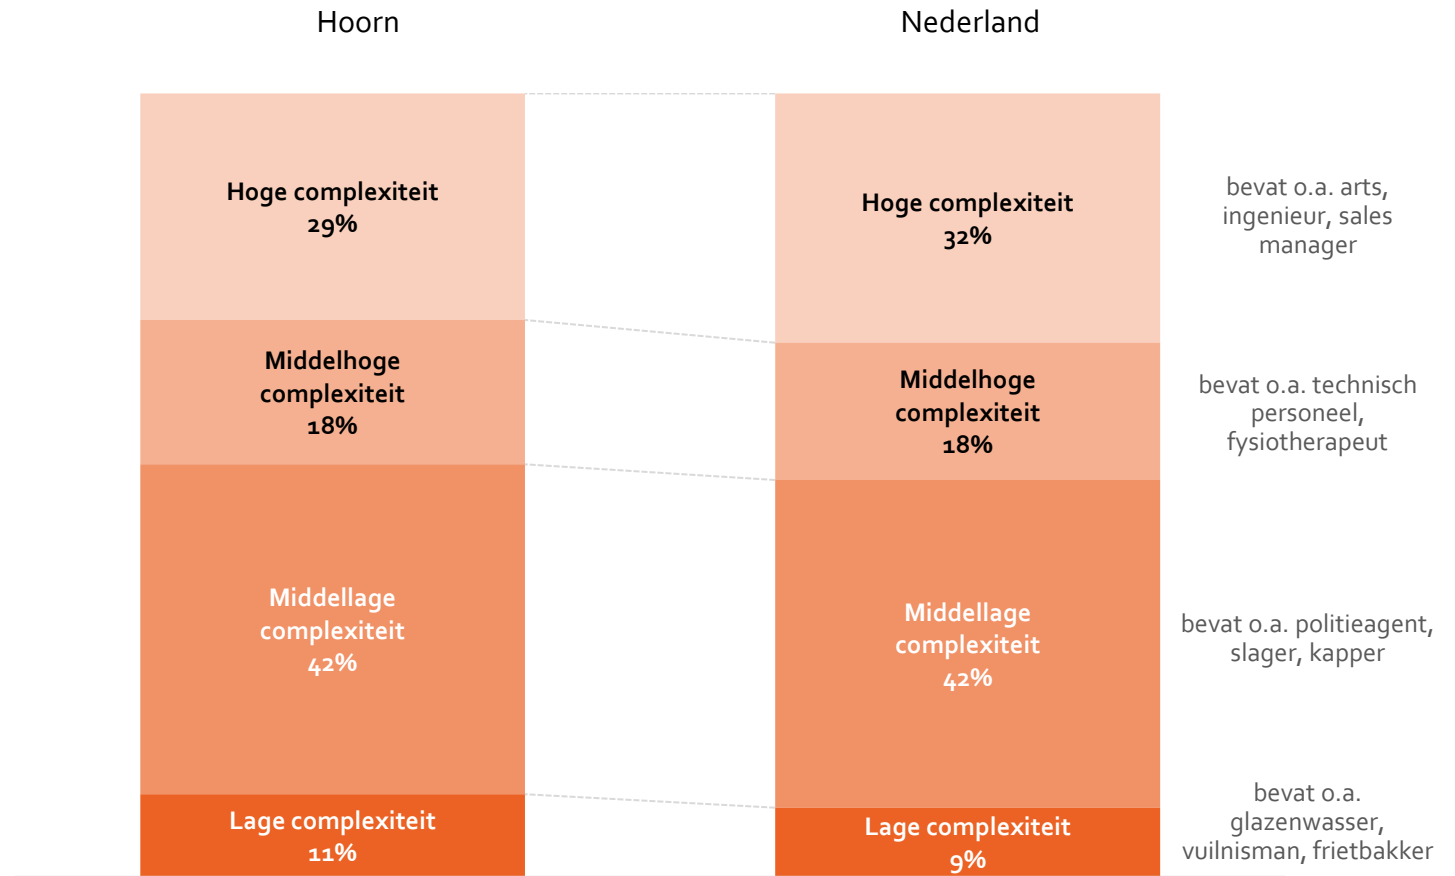 Hoorn
Nederland
Hoge complexiteit
29%
Middelhoge
complexiteit
18%
Middellage
complexiteit
42%
Lage complexiteit
11%
Hoge complexiteit
32%
Middelhoge
complexiteit
18%
Middellage
complexiteit
42%
Lage complexiteit
9%
bevat o.a. arts,
ingenieur, sales
manager
bevat o.a. technisch
personeel,
fysiotherapeut
bevat o.a. politieagent,
slager, kapper
bevat o.a.
glazenwasser,
vuilnisman, frietbakker